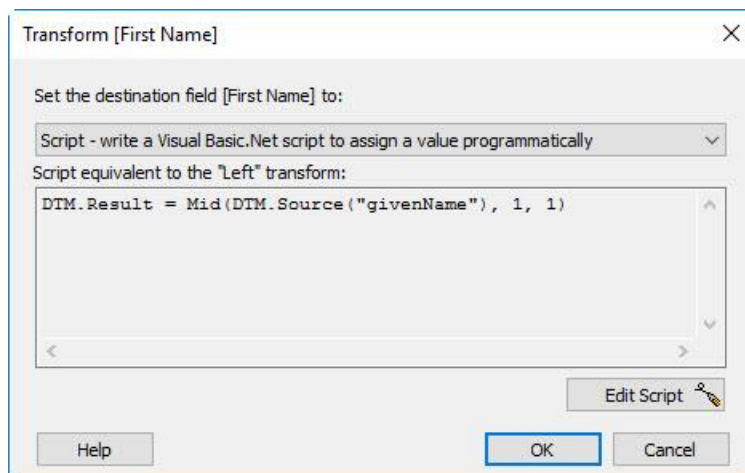 Transform [First Name]
Set the destination field [First Name] to:
Script - write a Visual Basic.Net script to assign a value programmatically
Script equivalent to the "Left" transform:
DTM.Result = Mid(DTM.Source("givenName"), 1, 1)
Edit Script
Help OK Cancel